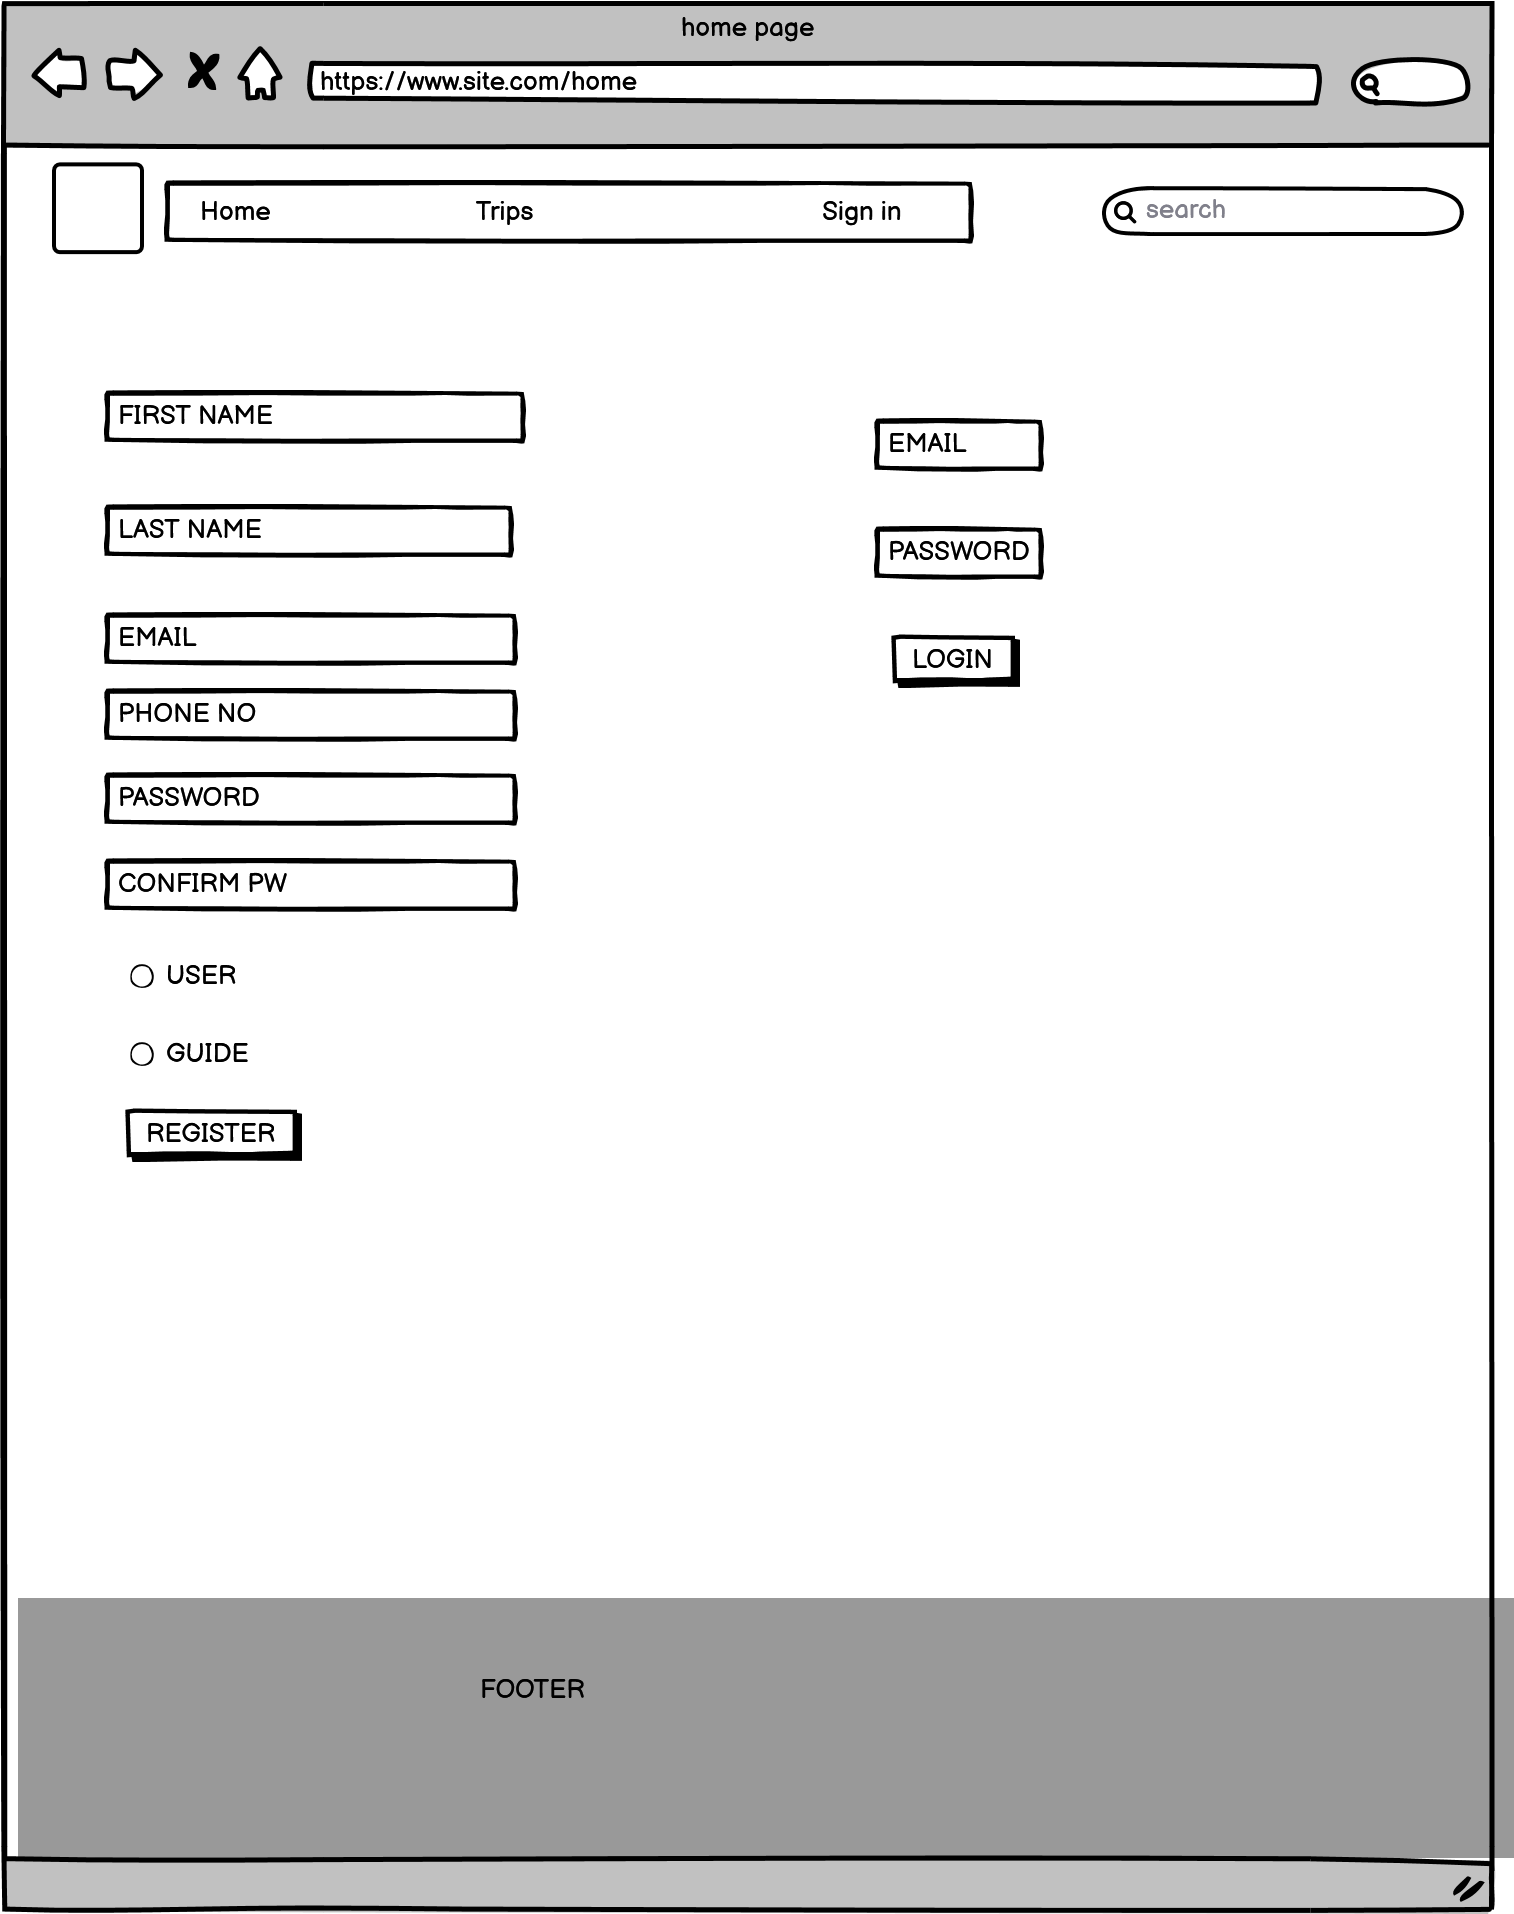 home page
https://www.site.com/home
Home Trips Sign in
search
FIRST NAME
LAST NAME
EMAIL
PHONE NO
PASSWORD
CONFIRM PW
USER
GUIDE
REGISTER
EMAIL
PASSWORD
LOGIN
FOOTER